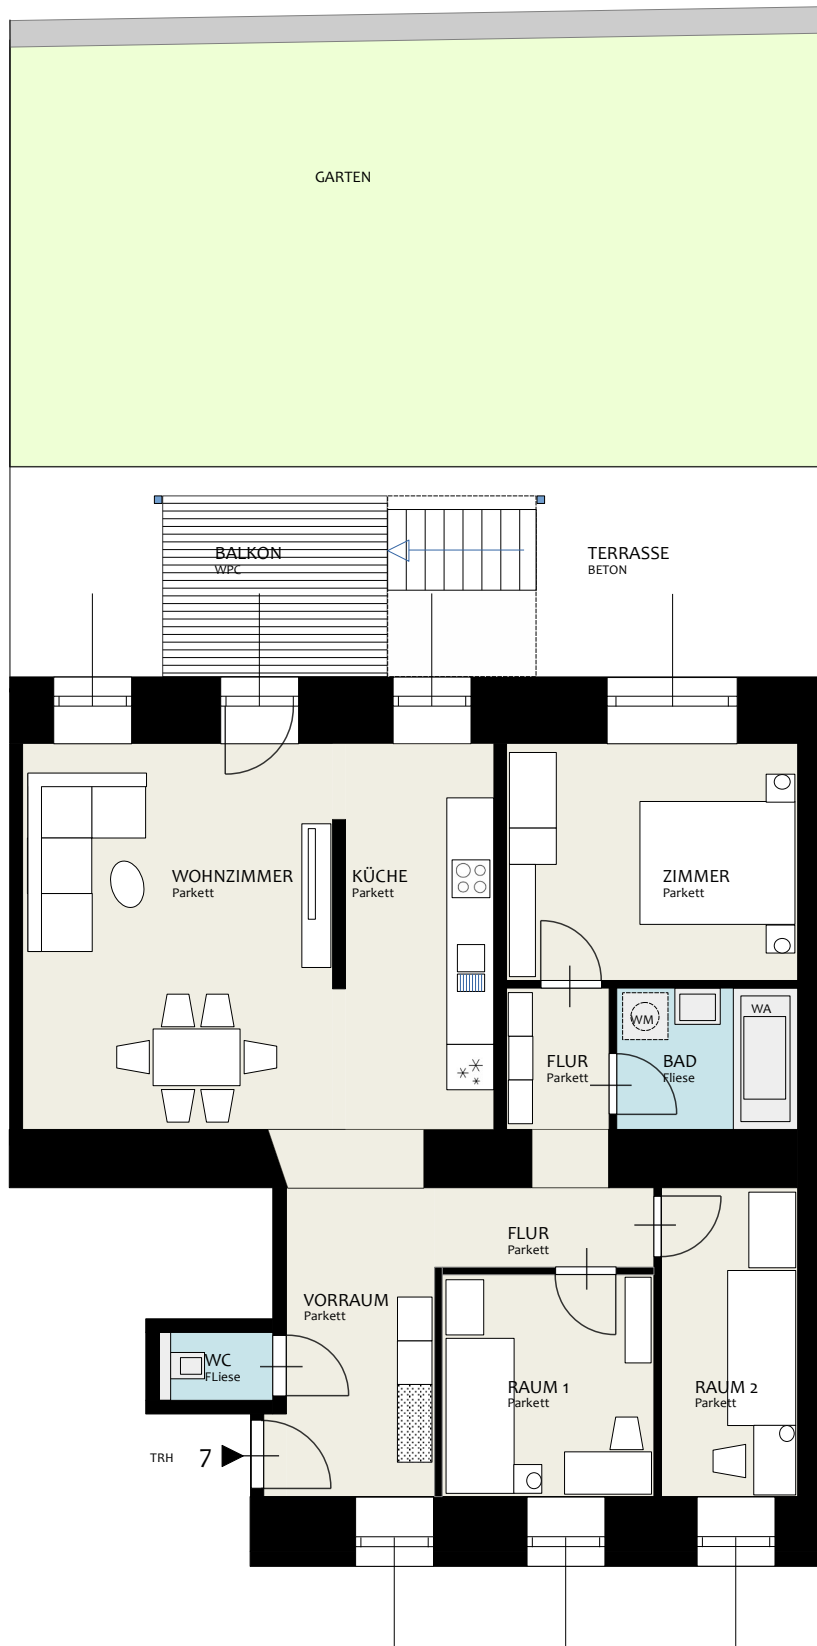 GARTEN
BALKON
WPC
TERRASSE
BETON
WOHNZIMMER
Parkett
KÜCHE
Parkett
ZIMMER
Parkett
WM
WA
FLUR
Parkett
BAD
Fliese
FLUR
Parkett
VORRAUM
Parkett
WC
FLiese
RAUM 1
Parkett
RAUM 2
Parkett
TRH 7